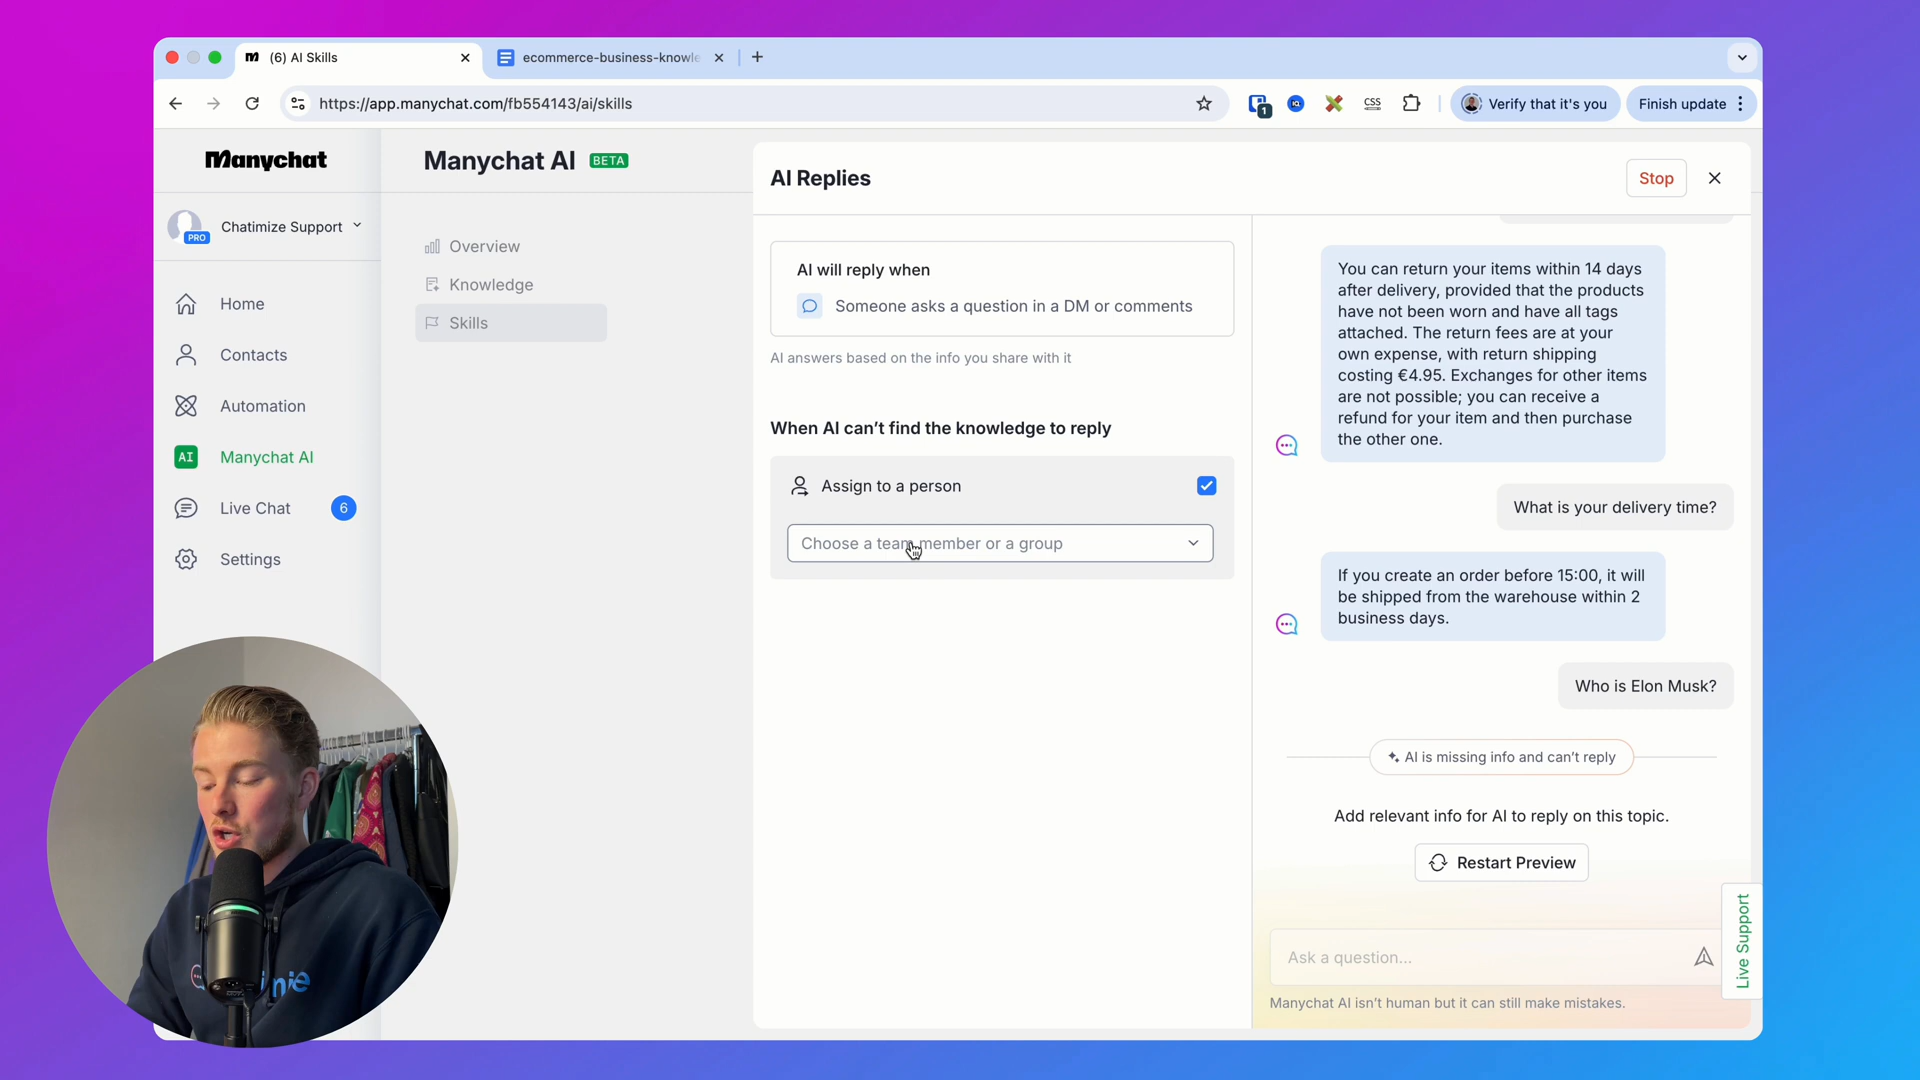 (6) AI Skills
ecommerce-business-knowle
https://app.manychat.com/fb554143/ai/skills
1
CSS
Verify that it's you
Finish update
Manychat
Chatimize Support
PRO
Home
Contacts
Automation
AI Manychat AI
Live Chat 6
Settings
Manychat AI BETA
Overview
Knowledge
Skills
AI Replies
Stop
AI will reply when
Someone asks a question in a DM or comments
AI answers based on the info you share with it
When AI can't find the knowledge to reply
Assign to a person
Choose a team member or a group
You can return your items within 14 days
after delivery, provided that the products
have not been worn and have all tags
attached. The return fees are at your
own expense, with return shipping
costing €4.95. Exchanges for other items
are not possible; you can receive a
refund for your item and then purchase
the other one.
What is your delivery time?
If you create an order before 15:00, it will
be shipped from the warehouse within 2
business days.
Who is Elon Musk?
AI is missing info and can't reply
Add relevant info for AI to reply on this topic.
Restart Preview
Ask a question...
Manychat AI isn't human but it can still make mistakes.
Live Support